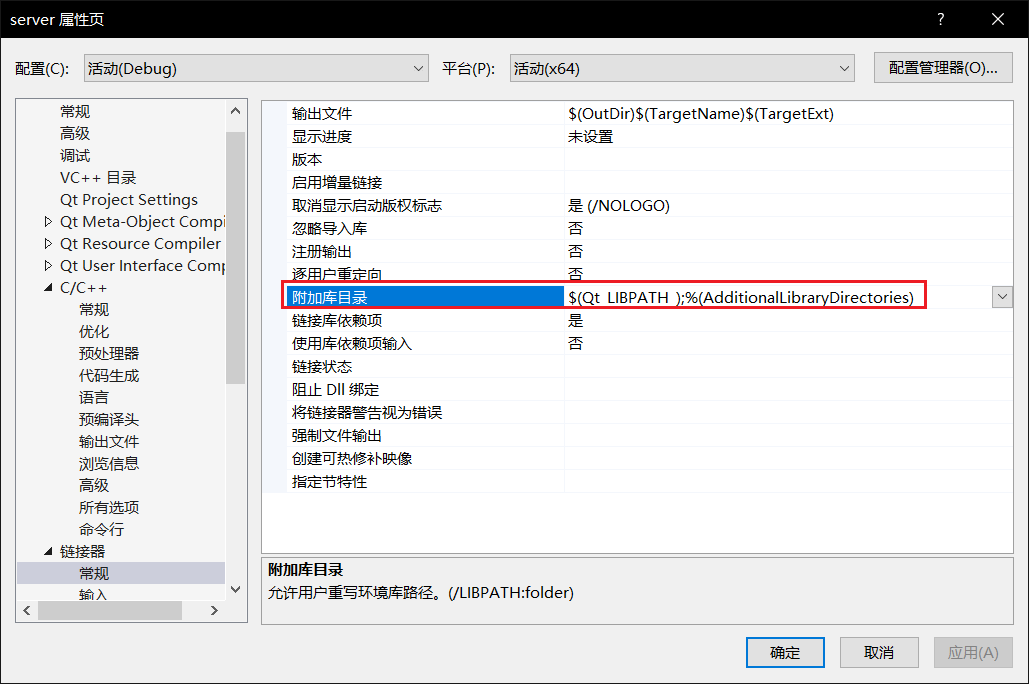 server 属性页
配置(C): 活动(Debug) 平台(P): 活动(x64) 配置管理器(O)...
常规
高级
调试
VC++ 目录
Qt Project Settings
Qt Meta-Object Compi
Qt Resource Compiler
Qt User Interface Comp
C/C++
常规
优化
预处理器
代码生成
语言
预编译头
输出文件
浏览信息
高级
所有选项
命令行
链接器
常规
输入
输出文件 $(OutDir)$(TargetName)$(TargetExt)
显示进度 未设置
版本
启用增量链接
取消显示启动版权标志 是 (/NOLOGO)
忽略导入库 否
注册输出 否
逐用户重定向 否
附加库目录 $(Qt_LIBPATH_);%(AdditionalLibraryDirectories)
链接库依赖项 是
使用库依赖项输入 否
链接状态
阻止 Dll 绑定
将链接器警告视为错误
强制文件输出
创建可热修补映像
指定节特性
附加库目录
允许用户重写环境库路径。(/LIBPATH:folder)
确定 取消 应用(A)